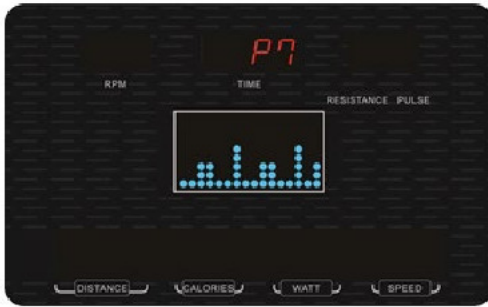 P7
RPM
TIME
RESISTANCE PULSE
DISTANCE
CALORIES
WATT
SPEED